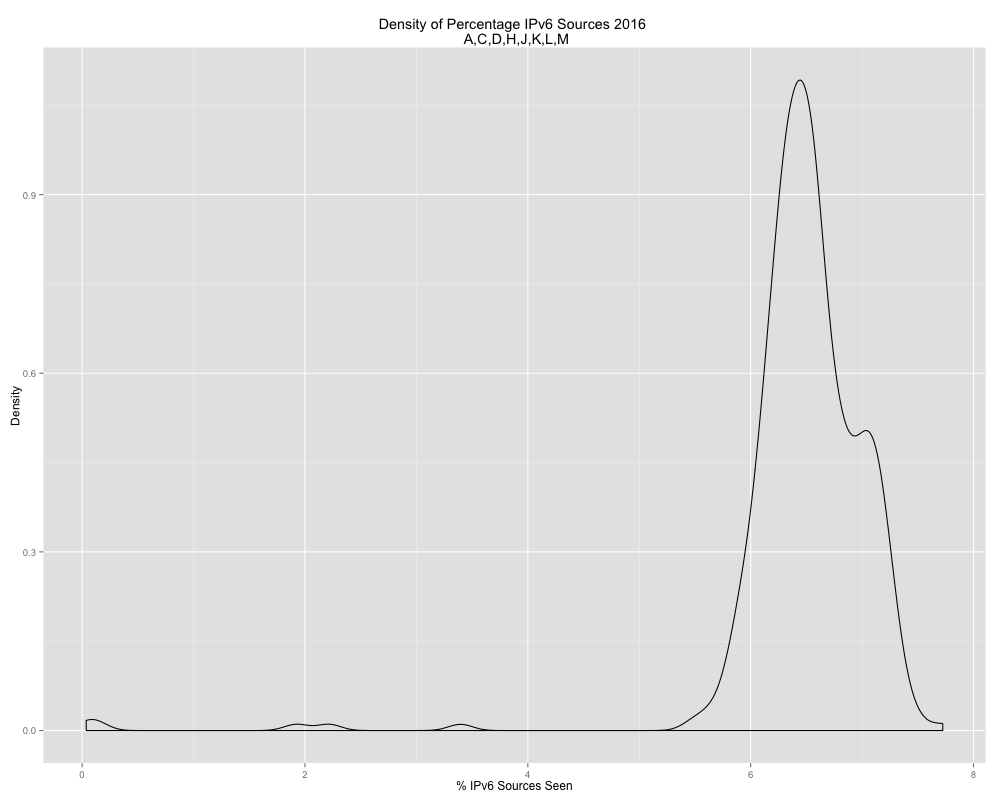 Density of Percentage IPv6 Sources 2016
A,C,D,H,J,K,L,M
Density
0.9
0.6
0.3
0.0
0 2 4 6 8
% IPv6 Sources Seen